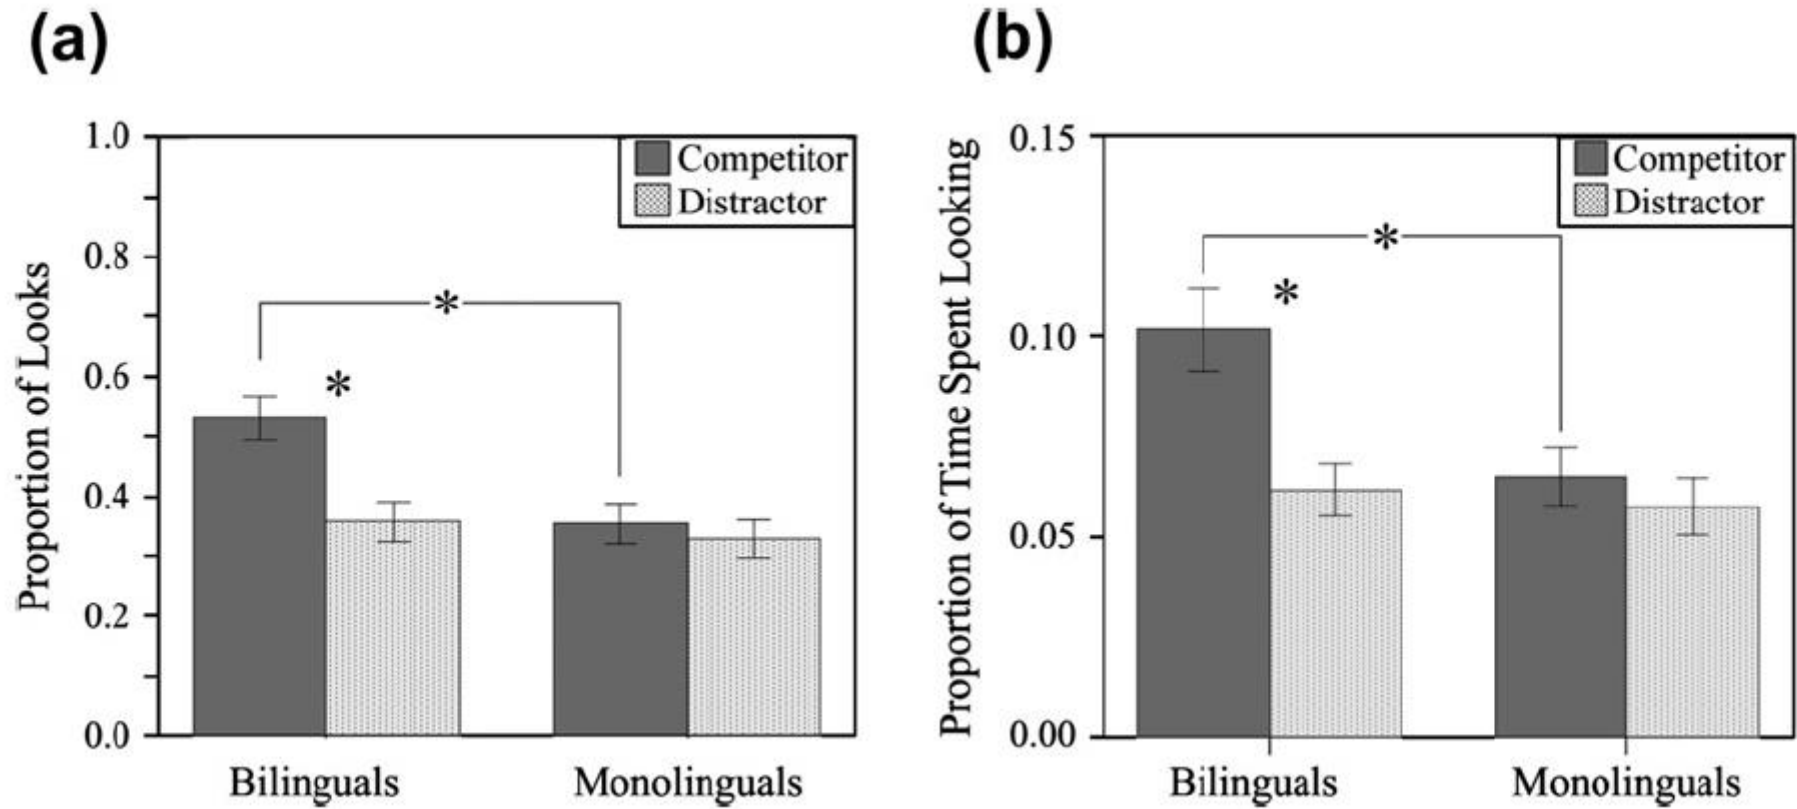 (a)
Proportion of Looks
1.0
0.8
0.6
0.4
0.2
0.0
Competitor
Distractor
*
*
Bilinguals
Monolinguals
(b)
Proportion of Time Spent Looking
0.15
0.10
0.05
0.00
Competitor
Distractor
*
*
Bilinguals
Monolinguals